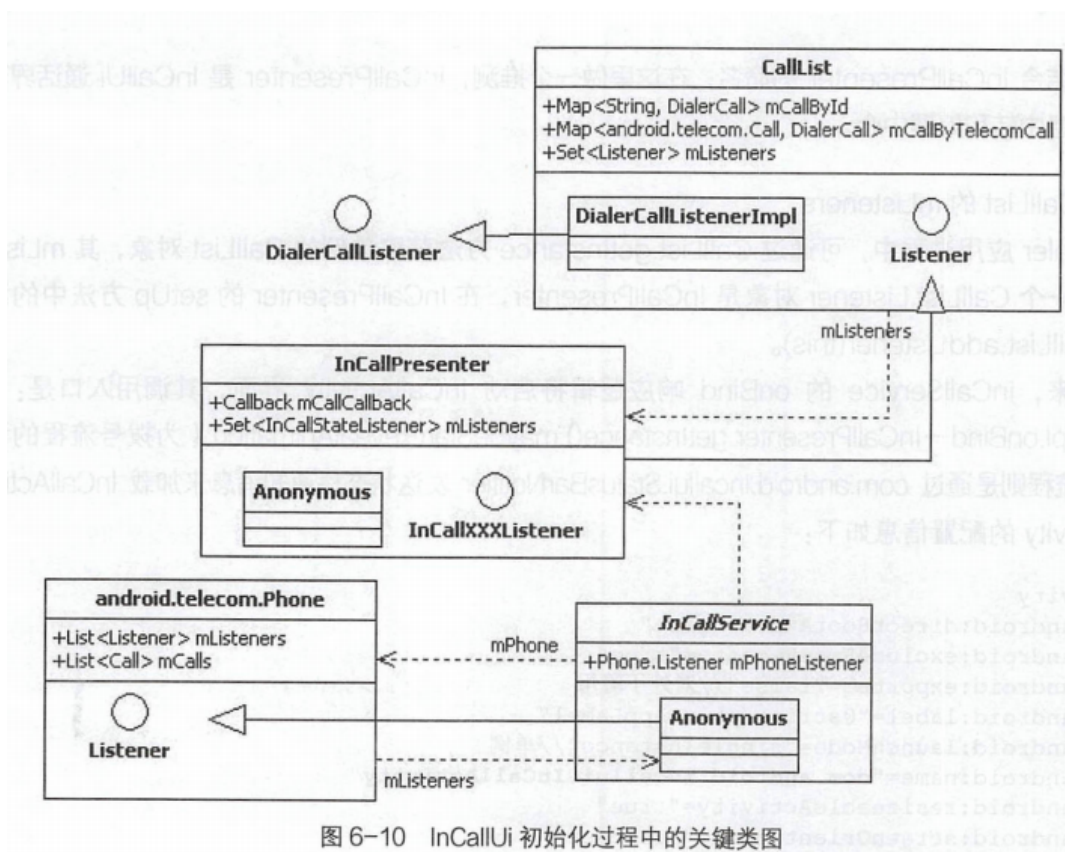 CallList
+Map<String, DialerCall> mCallById
+Map<android.telecom.Call, DialerCall> mCallByTelecomCall
+Set<Listener> mListeners
DialerCallListenerImpl
DialerCallListener
Listener
mListeners
InCallPresenter
+Callback mCallCallback
+Set<InCallStateListener> mListeners
Anonymous
InCallXXXListener
android.telecom.Phone
+List<Listener> mListeners
+List<Call> mCalls
Listener
mPhone
InCallService
+Phone.Listener mPhoneListener
Anonymous
mListeners
图 6-10 InCallUi 初始化过程中的关键类图